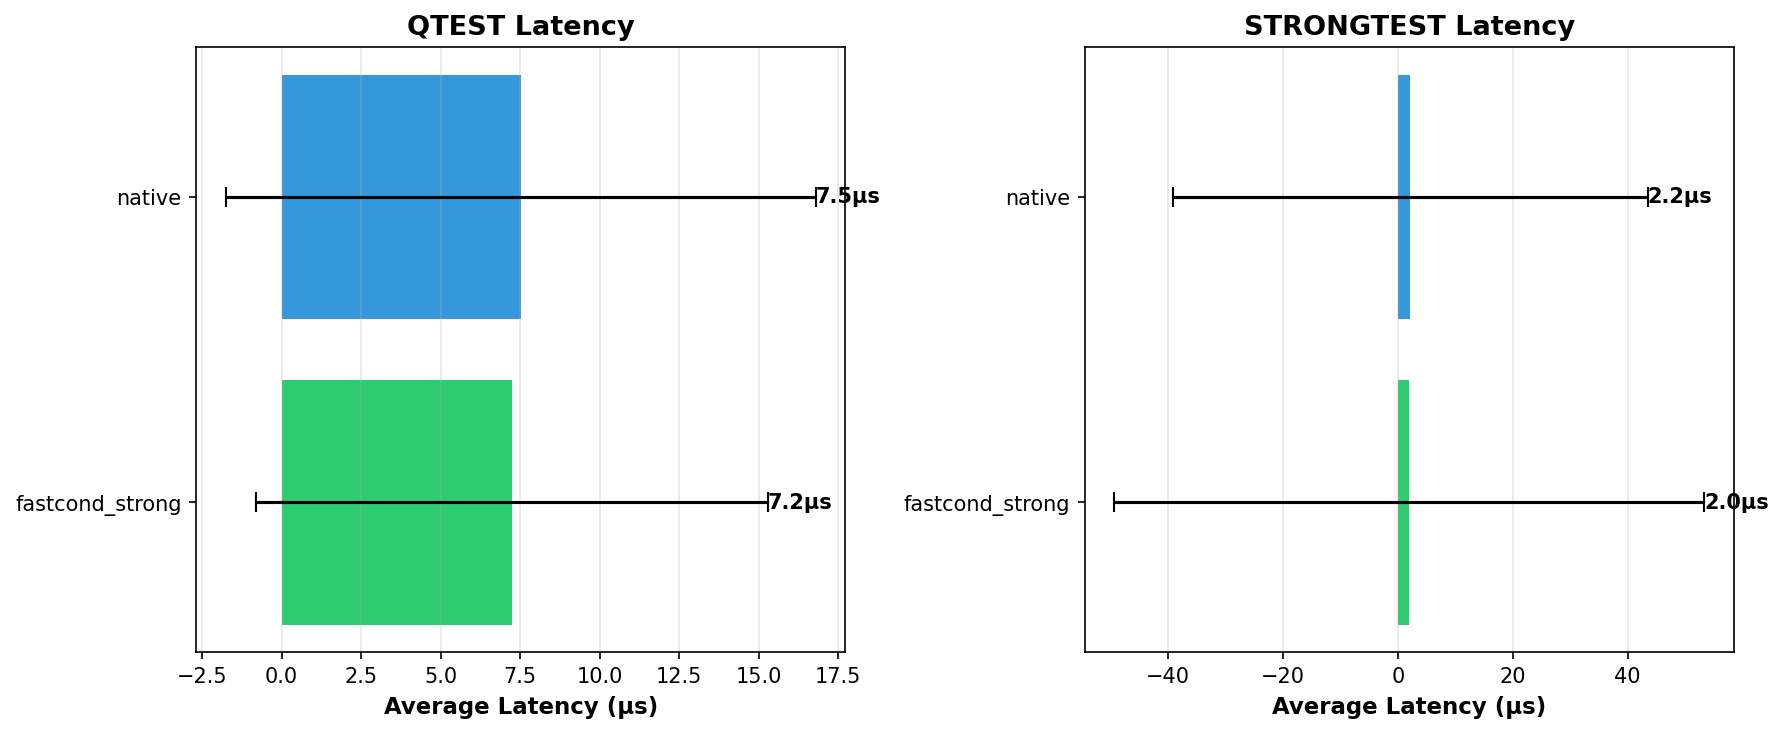 QTEST Latency
native
7.5µs
fastcond_strong
7.2µs
−2.5 0.0 2.5 5.0 7.5 10.0 12.5 15.0 17.5
Average Latency (µs)
STRONGTEST Latency
native
2.2µs
fastcond_strong
2.0µs
−40 −20 0 20 40
Average Latency (µs)